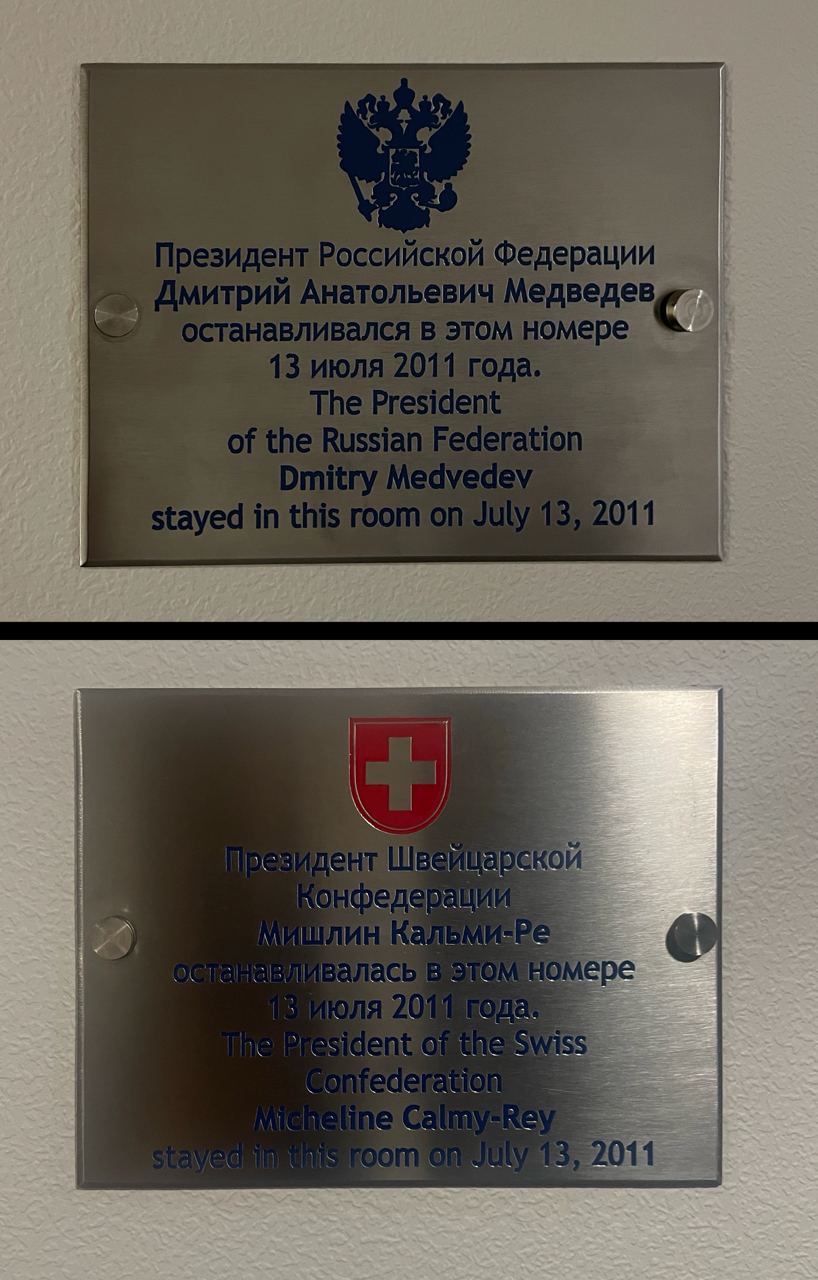 Президент Российской Федерации
Дмитрий Анатольевич Медведев
останавливался в этом номере
13 июля 2011 года.
The President
of the Russian Federation
Dmitry Medvedev
stayed in this room on July 13, 2011
Президент Швейцарской
Конфедерации
Мишлин Кальми-Ре
останавливалась в этом номере
13 июля 2011 года.
The President of the Swiss
Confederation
Micheline Calmy-Rey
stayed in this room on July 13, 2011